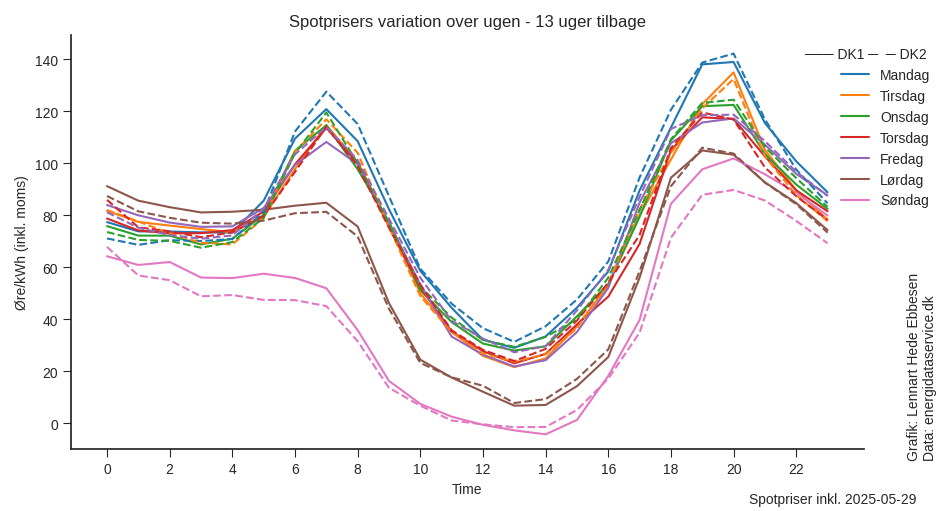 Spotprisers variation over ugen - 13 uger tilbage
Øre/kWh (inkl. moms)
140
120
100
80
60
40
20
0
0 2 4 6 8 10 12 14 16 18 20 22
Time
DK1 DK2
Mandag
Tirsdag
Onsdag
Torsdag
Fredag
Lørdag
Søndag
Grafik: Lennart Hede Ebbesen
Data: energidataservice.dk
Spotpriser inkl. 2025-05-29